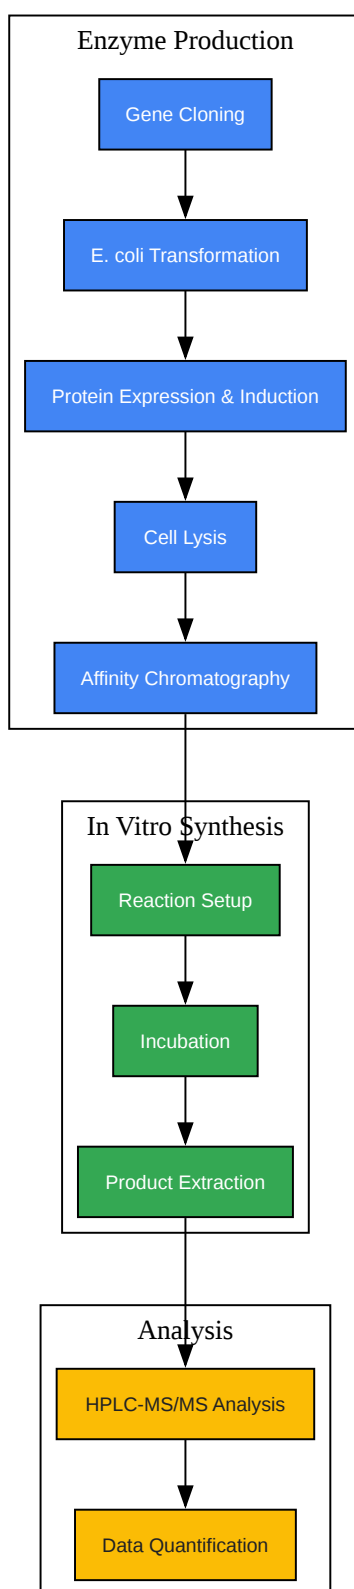 Enzyme Production
Gene Cloning
E. coli Transformation
Protein Expression & Induction
Cell Lysis
Affinity Chromatography
In Vitro Synthesis
Reaction Setup
Incubation
Product Extraction
Analysis
HPLC-MS/MS Analysis
Data Quantification